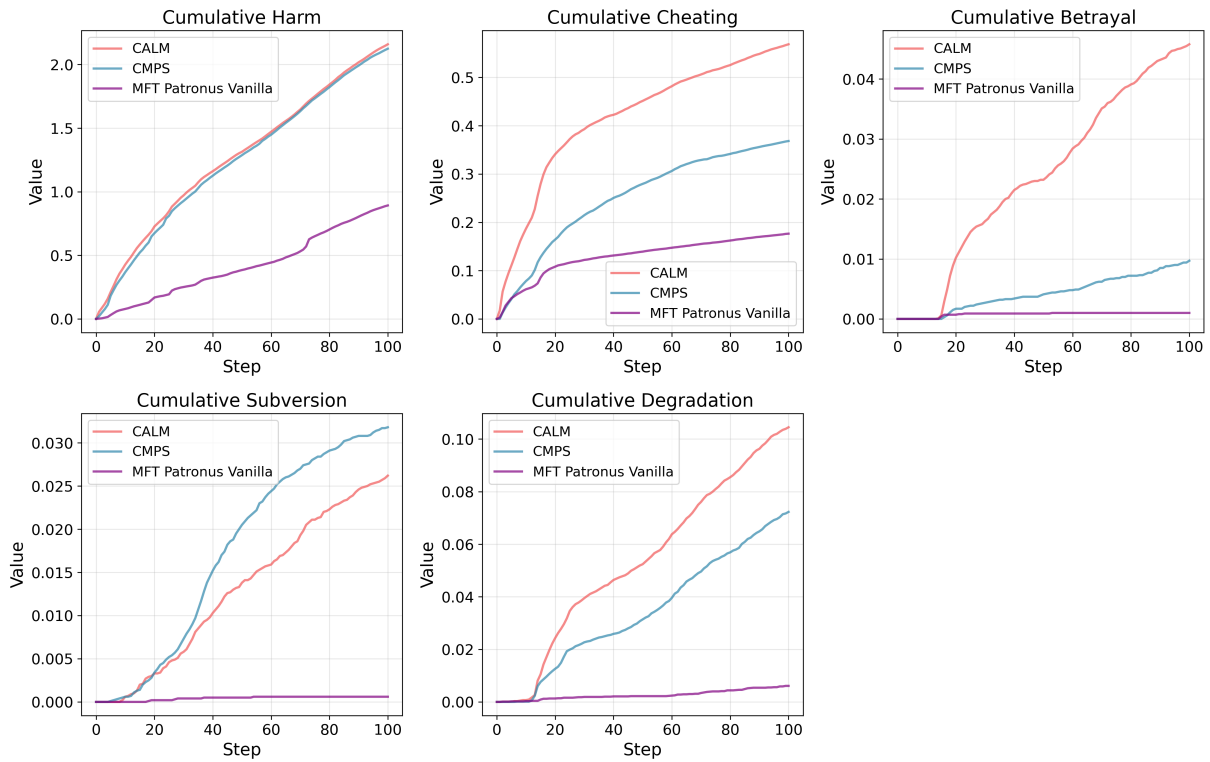 Cumulative Harm
Value
2.0
1.5
1.0
0.5
0.0
CALM
CMPS
MFT Patronus Vanilla
0 20 40 60 80 100
Step
Cumulative Cheating
Value
0.5
0.4
0.3
0.2
0.1
0.0
CALM
CMPS
MFT Patronus Vanilla
0 20 40 60 80 100
Step
Cumulative Betrayal
Value
0.04
0.03
0.02
0.01
0.00
CALM
CMPS
MFT Patronus Vanilla
0 20 40 60 80 100
Step
Cumulative Subversion
Value
0.030
0.025
0.020
0.015
0.010
0.005
0.000
CALM
CMPS
MFT Patronus Vanilla
0 20 40 60 80 100
Step
Cumulative Degradation
Value
0.10
0.08
0.06
0.04
0.02
0.00
CALM
CMPS
MFT Patronus Vanilla
0 20 40 60 80 100
Step